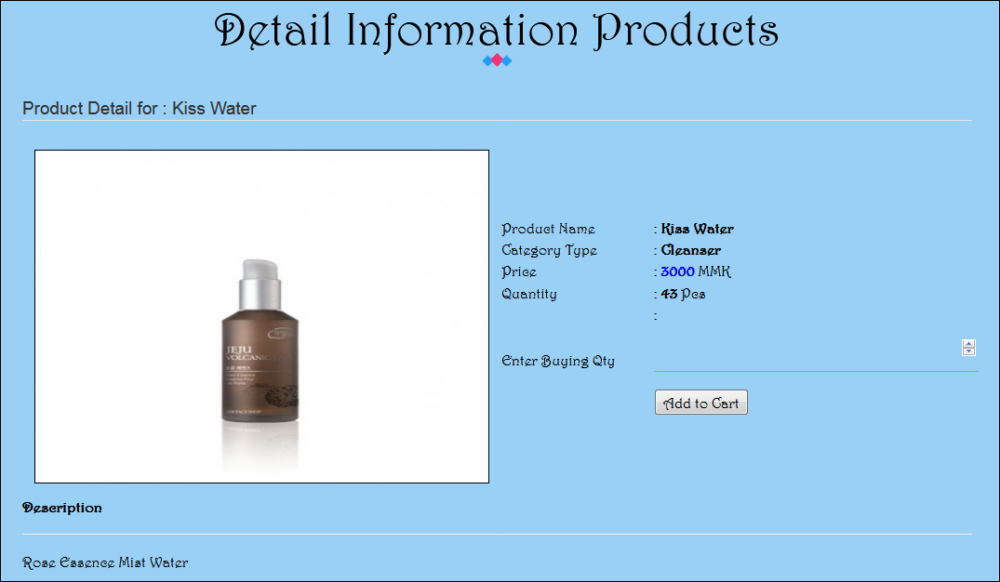 Detail Information Products
Product Detail for : Kiss Water
Product Name : Kiss Water
Category Type : Cleanser
Price : 3000 MMK
Quantity : 43 Pcs
:
Enter Buying Qty
Add to Cart
JEJU
VOLCANIC
Description
Rose Essence Mist Water